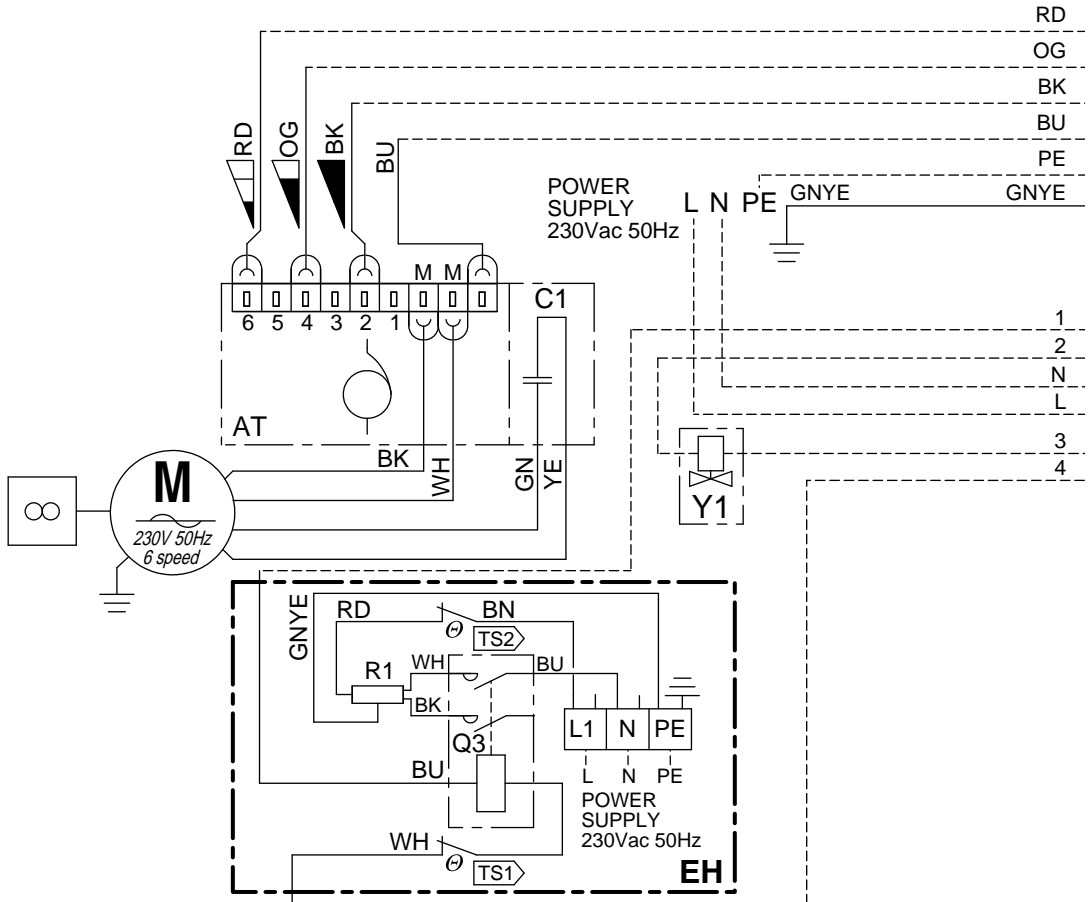 RD
OG
BK
BU
PE
GNYE GNYE
RD
OG
BK
BU
POWER
SUPPLY
230Vac 50Hz
L N PE
M M
6 5 4 3 2 1
C1
AT
1
2
N
L
3
4
Y1
BK
WH
GN
YE
M
230V 50Hz
6 speed
GNYE
RD
BN
Θ TS2
R1
WH
BU
BK
Q3
L1 N PE
L N PE
POWER
SUPPLY
230Vac 50Hz
BU
WH
Θ TS1
EH